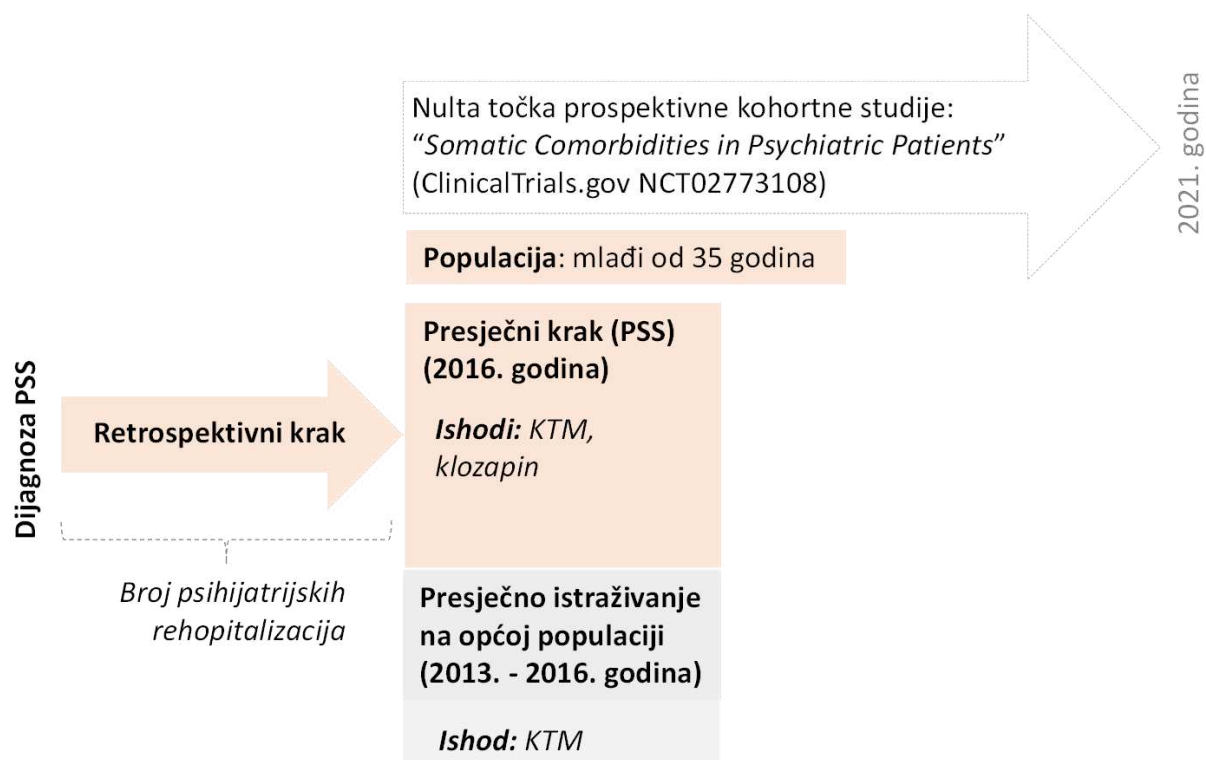 Nulta točka prospektivne kohortne studije:
“Somatic Comorbidities in Psychiatric Patients”
(ClinicalTrials.gov NCT02773108)
2021. godina
Populacija: mlađi od 35 godina
Presječni krak (PSS)
(2016. godina)
Ishodi: KTM,
klozapin
Dijagnoza PSS
Retrospektivni krak
Broj psihijatrijskih
rehopitalizacija
Presječno istraživanje
na općoj populaciji
(2013. - 2016. godina)
Ishod: KTM